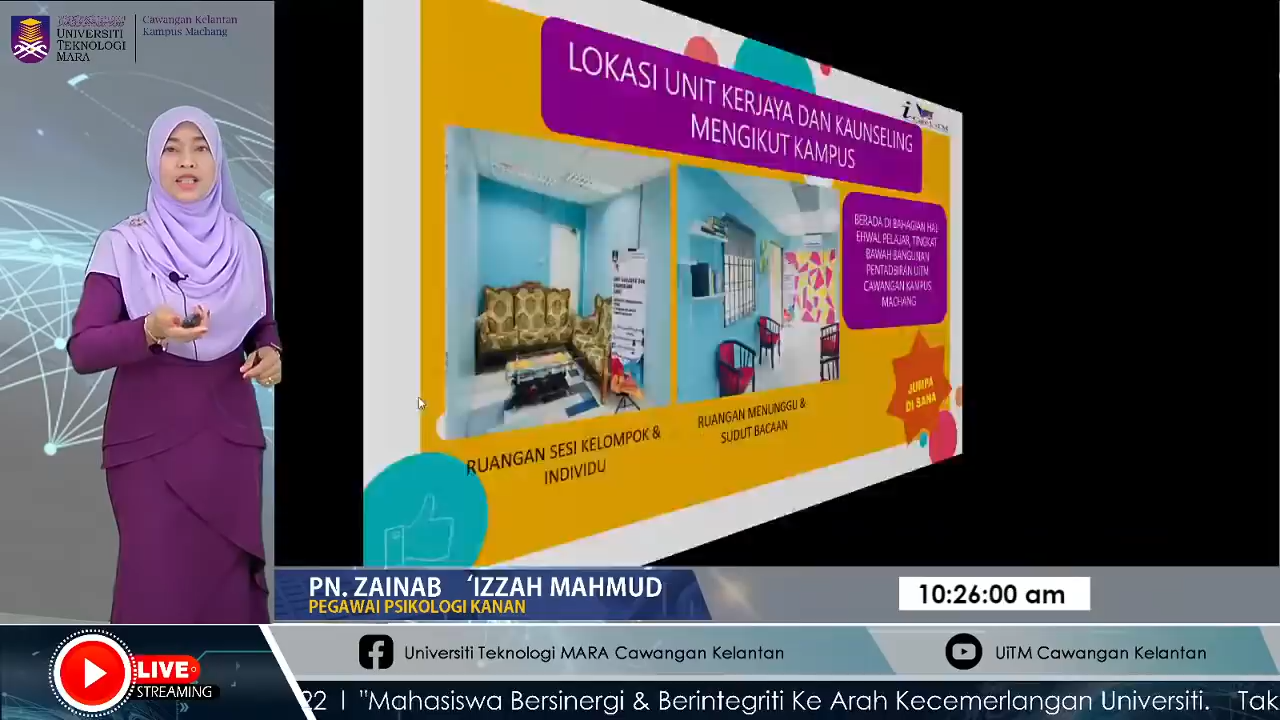 UNIVERSITI
TEKNOLOGI
MARA
Cawangan Kelantan
Kampus Machang
LOKASI UNIT KERJAYA DAN KAUNSELING
MENGIKUT KAMPUS
BERADA DI BAHAGIAN HAL
EHWAL PELAJAR, TINGKAT
BAWAH BANGUNAN
PENTADBIRAN UiTM
CAWANGAN KAMPUS
MACHANG
JUMPA
DI SANA
RUANGAN SESI KELOMPOK &
INDIVIDU
RUANGAN MENUNGGU &
SUDUT BACAAN
PN. ZAINAB 'IZZAH MAHMUD
PEGAWAI PSIKOLOGI KANAN
10:26:00 am
LIVE
STREAMING
Universiti Teknologi MARA Cawangan Kelantan
UiTM Cawangan Kelantan
22 | "Mahasiswa Bersinergi & Berintegriti Ke Arah Kecemerlangan Universiti. Tak